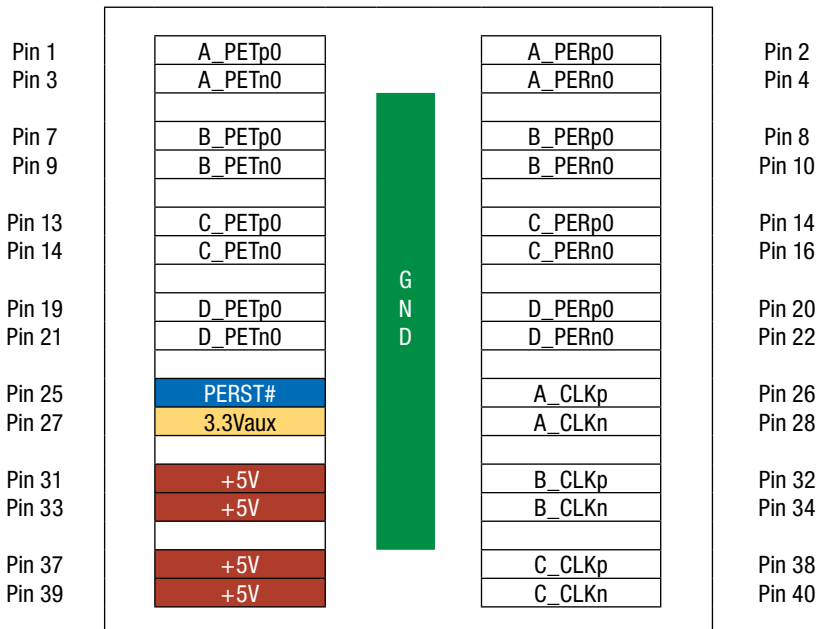 Pin 1 A_PETp0 A_PERp0 Pin 2
Pin 3 A_PETn0 A_PERn0 Pin 4
Pin 7 B_PETp0 B_PERp0 Pin 8
Pin 9 B_PETn0 B_PERn0 Pin 10
Pin 13 C_PETp0 C_PERp0 Pin 14
Pin 14 C_PETn0 C_PERn0 Pin 16
G
Pin 19 D_PETp0 N D_PERp0 Pin 20
Pin 21 D_PETn0 D D_PERn0 Pin 22
Pin 25 PERST# A_CLKp Pin 26
Pin 27 3.3Vaux A_CLKn Pin 28
Pin 31 +5V B_CLKp Pin 32
Pin 33 +5V B_CLKn Pin 34
Pin 37 +5V C_CLKp Pin 38
Pin 39 +5V C_CLKn Pin 40